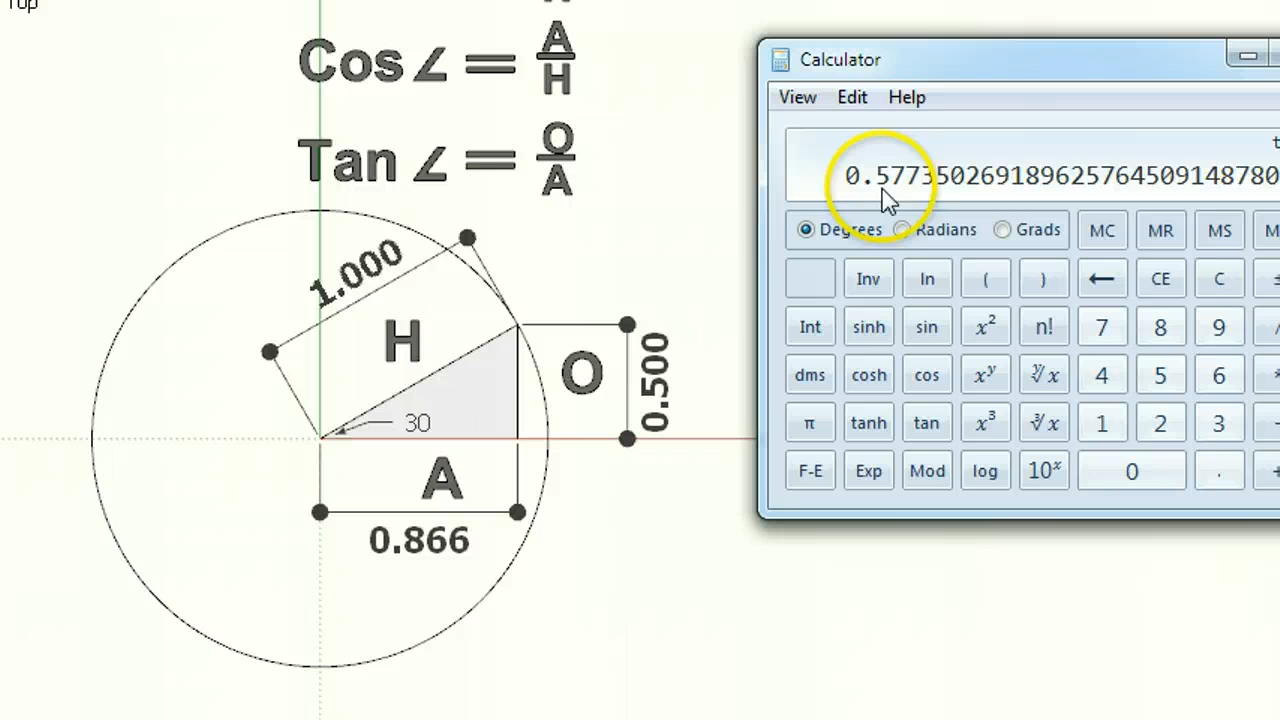 Top
Cos∠ = A/H
Tan∠ = O/A
1.000
H
O
0.500
30
A
0.866
Calculator
View Edit Help
t
0.577350269189625764509148780
Degrees Radians Grads MC MR MS M
Inv ln ( ) ← CE C ±
Int sinh sin x² n! 7 8 9 /
dms cosh cos xʸ ʸ√x 4 5 6 *
π tanh tan x³ ³√x 1 2 3 -
F-E Exp Mod log 10ˣ 0 . +